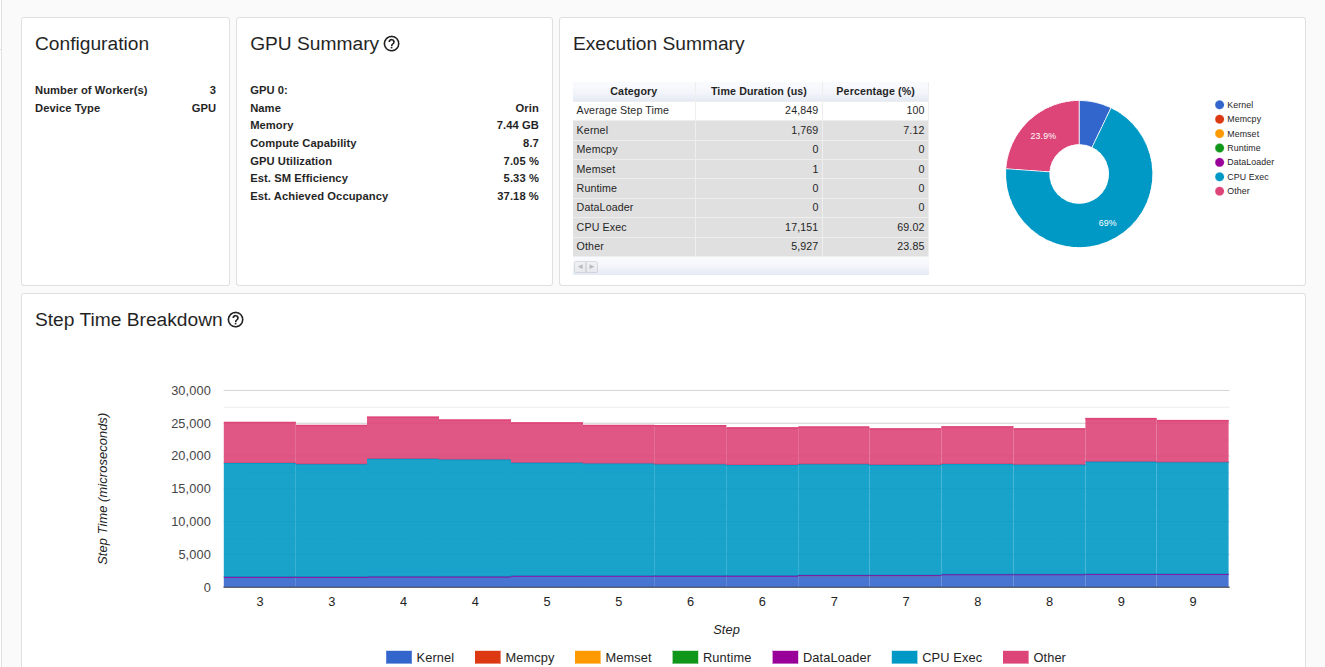 Configuration
Number of Worker(s) 3
Device Type GPU
GPU Summary
GPU 0:
Name Orin
Memory 7.44 GB
Compute Capability 8.7
GPU Utilization 7.05 %
Est. SM Efficiency 5.33 %
Est. Achieved Occupancy 37.18 %
Execution Summary
Category Time Duration (us) Percentage (%)
Average Step Time 24,849 100
Kernel 1,769 7.12
Memcpy 0 0
Memset 1 0
Runtime 0 0
DataLoader 0 0
CPU Exec 17,151 69.02
Other 5,927 23.85
23.9%
69%
Kernel
Memcpy
Memset
Runtime
DataLoader
CPU Exec
Other
Step Time Breakdown
Step Time (microseconds)
30,000
25,000
20,000
15,000
10,000
5,000
0
3 3 4 4 5 5 6 6 7 7 8 8 9 9
Step
Kernel Memcpy Memset Runtime DataLoader CPU Exec Other